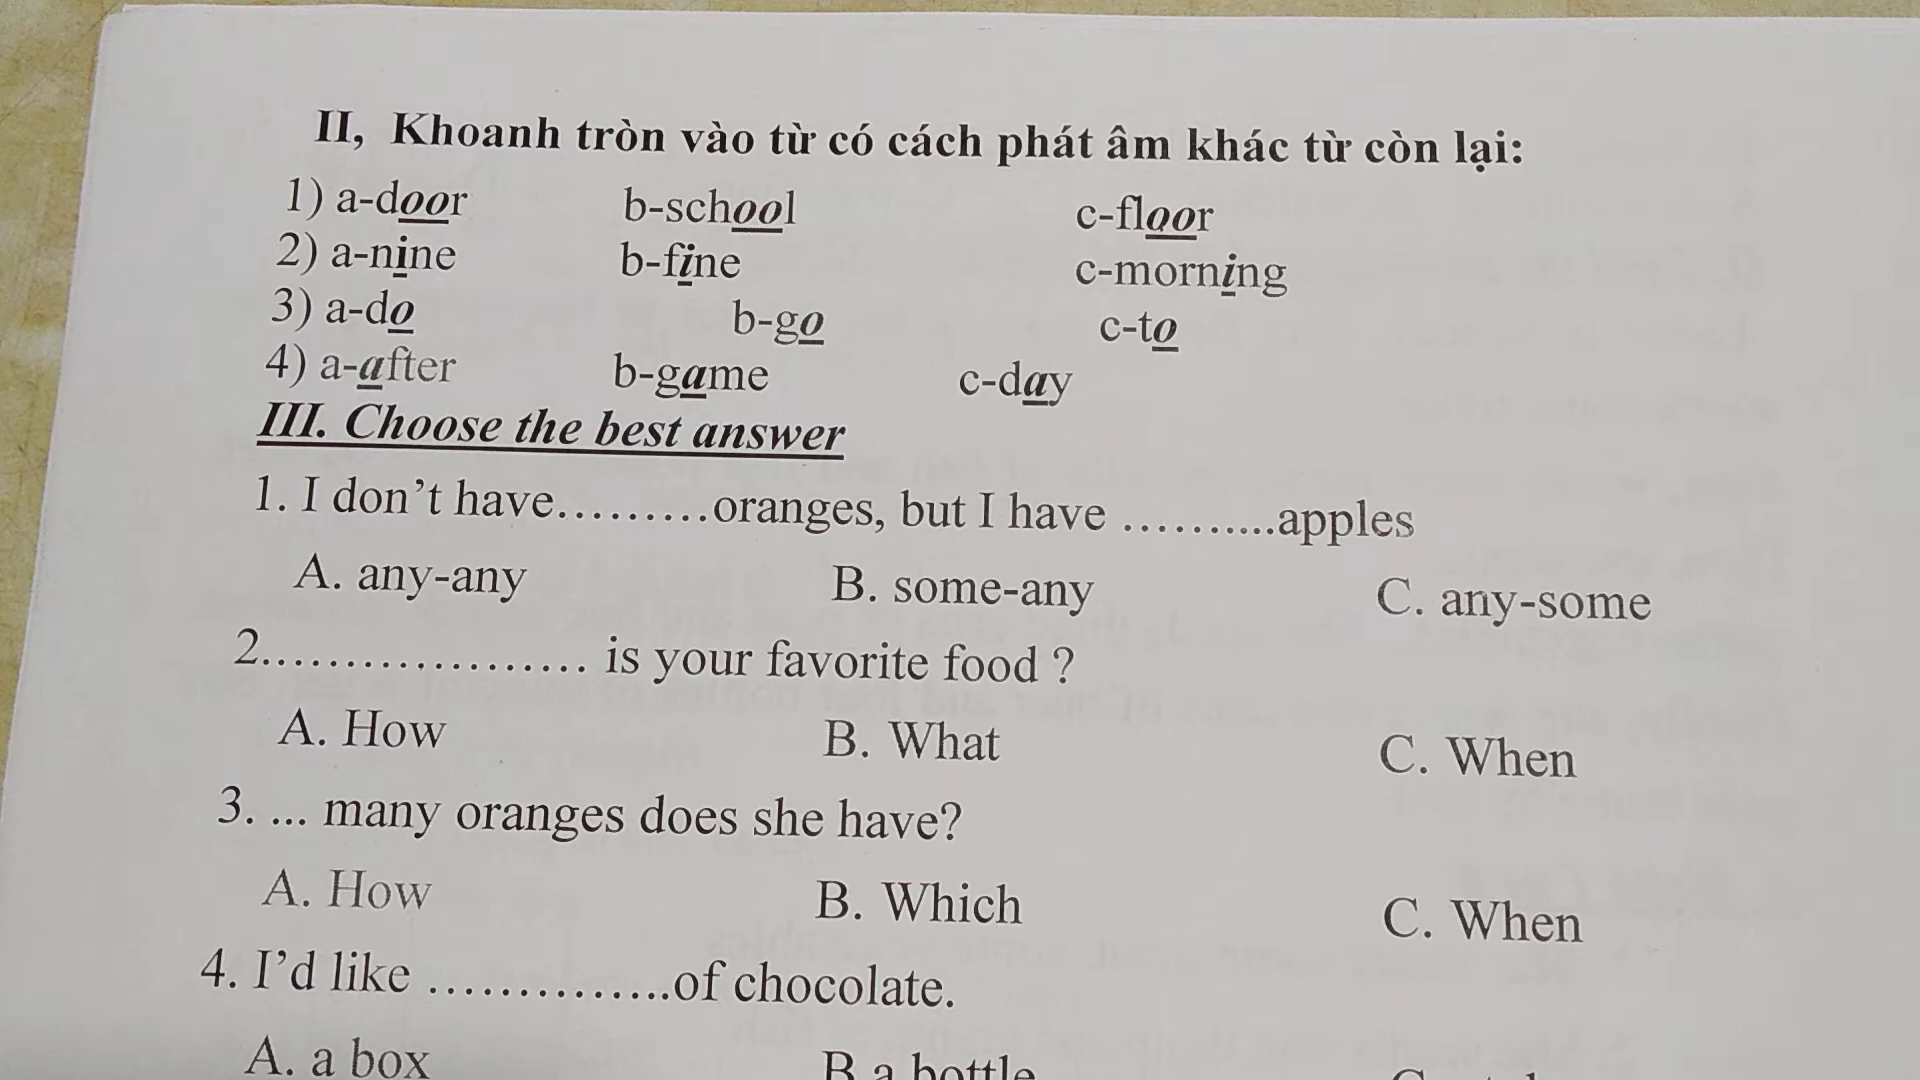 II, Khoanh tròn vào từ có cách phát âm khác từ còn lại:
1) a-door b-school c-floor
2) a-nine b-fine c-morning
3) a-do b-go c-to
4) a-after b-game c-day
III. Choose the best answer
1. I don’t have.........oranges, but I have ..........apples
A. any-any B. some-any C. any-some
2................... is your favorite food ?
A. How B. What C. When
3. ... many oranges does she have?
A. How B. Which C. When
4. I’d like ...............of chocolate.
A. a box B a bottle